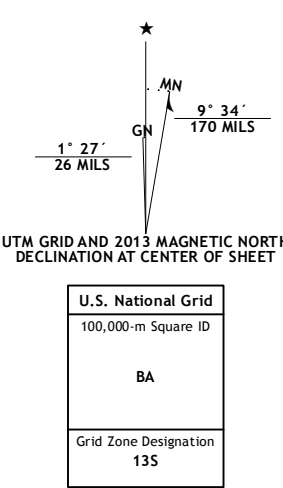 ★
MN
GN
9° 34´
170 MILS
1° 27´
26 MILS
UTM GRID AND 2013 MAGNETIC NORTH
DECLINATION AT CENTER OF SHEET
U.S. National Grid
100,000-m Square ID
BA
Grid Zone Designation
13S